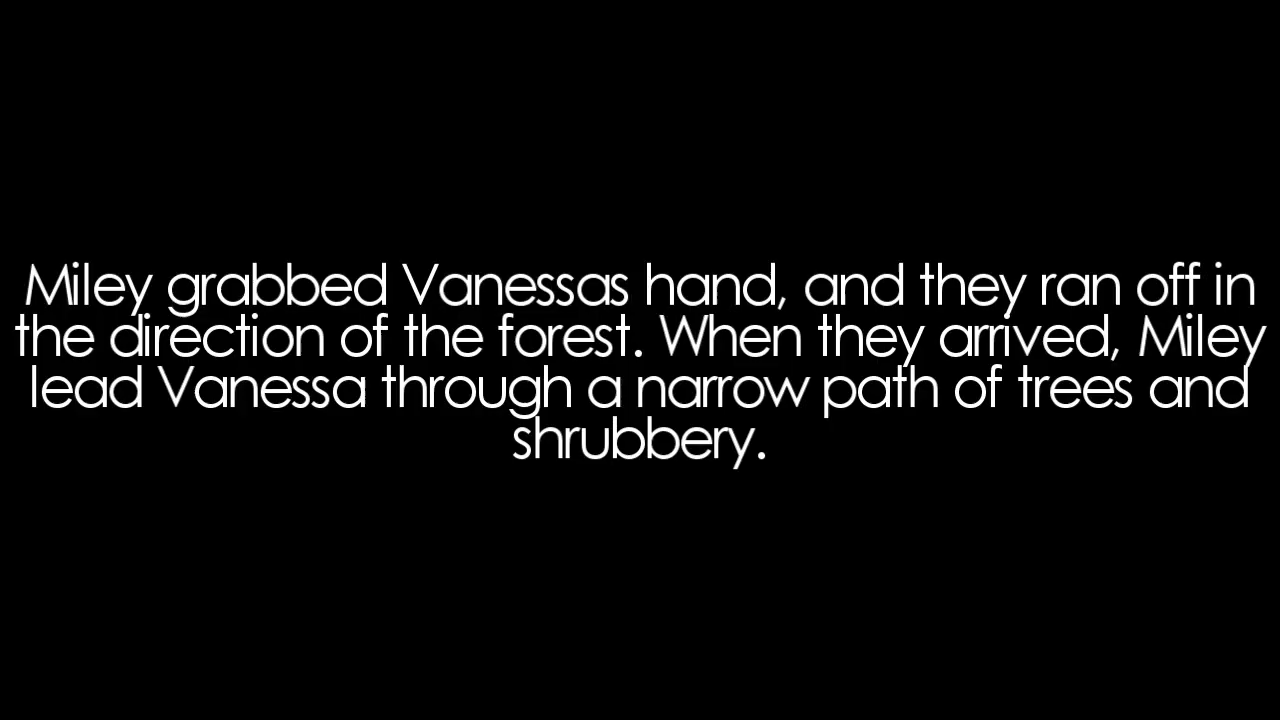 Miley grabbed Vanessas hand, and they ran off in
the direction of the forest. When they arrived, Miley
lead Vanessa through a narrow path of trees and
shrubbery.